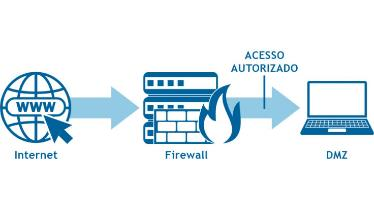 ACESSO
AUTORIZADO
WWW
Internet
Firewall
DMZ